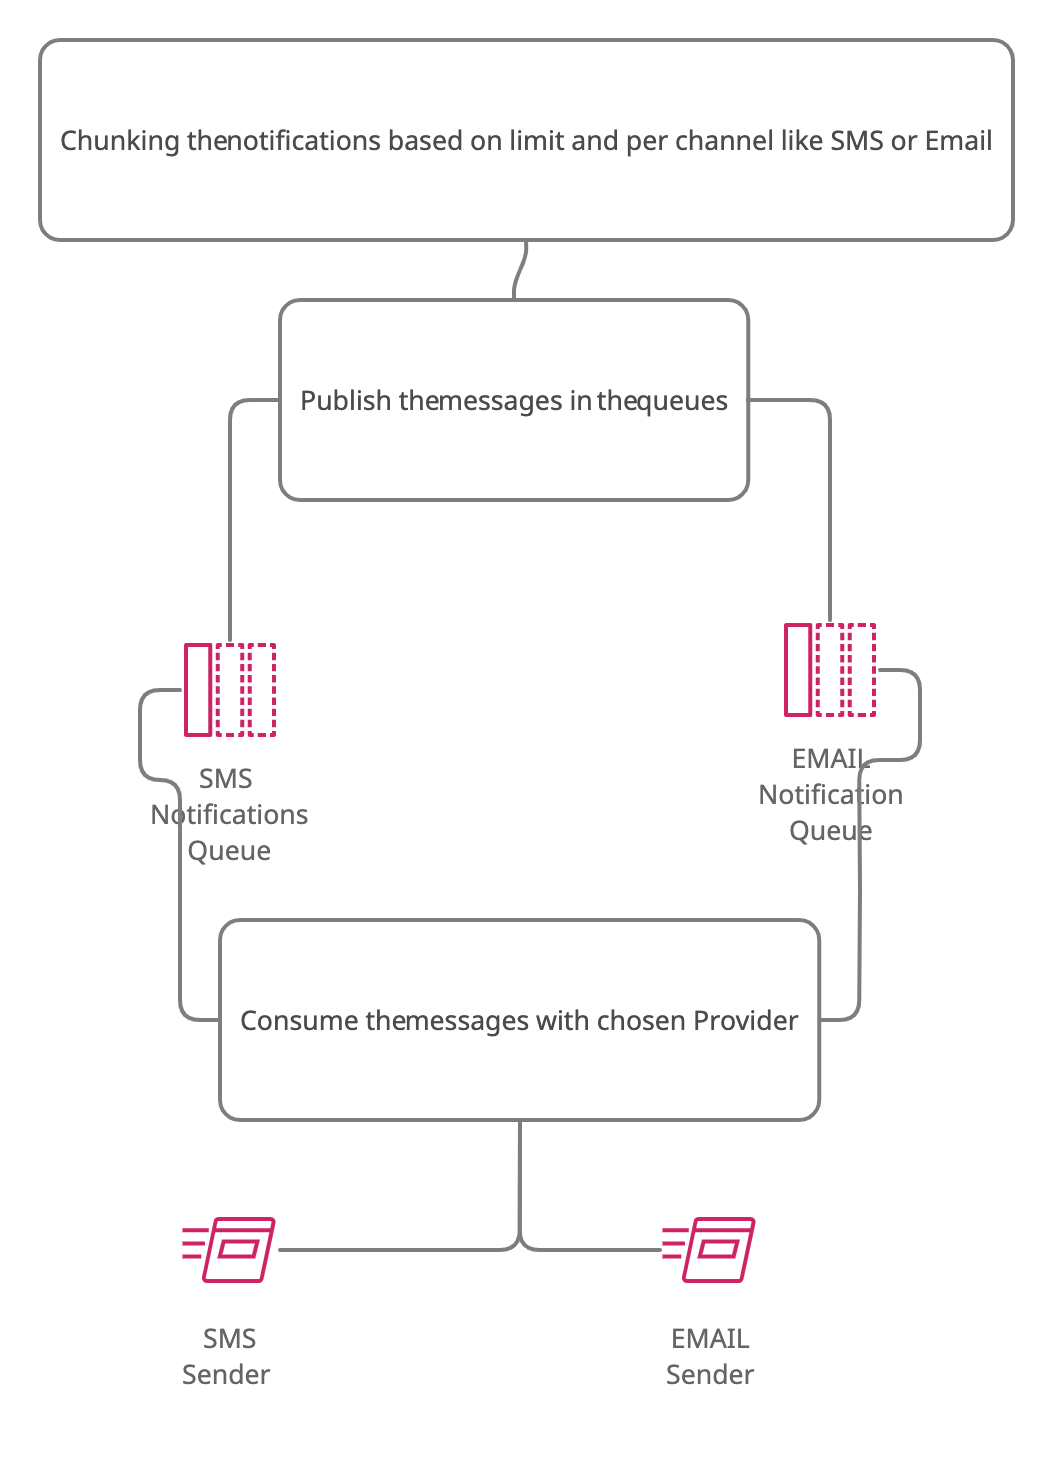 Chunking thenotifications based on limit and per channel like SMS or Email
Publish themessages in thequeues
SMS
Notifications
Queue
EMAIL
Notification
Queue
Consume themessages with chosen Provider
SMS
Sender
EMAIL
Sender